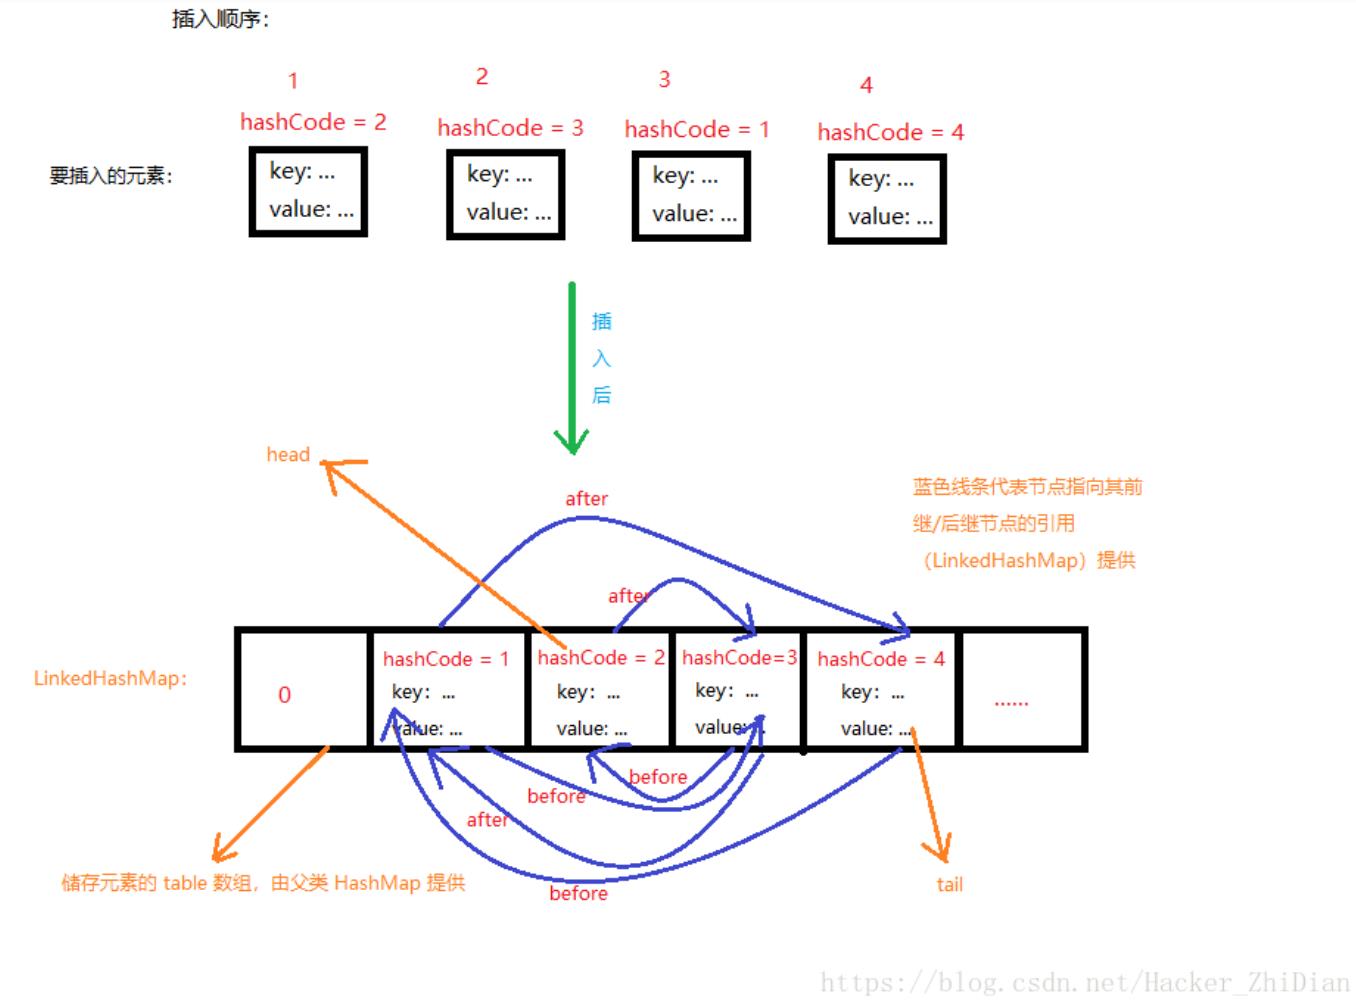 插入顺序：
1
2
3
4
hashCode = 2
hashCode = 3
hashCode = 1
hashCode = 4
要插入的元素：
key: ...
value: ...
key: ...
value: ...
key: ...
value: ...
key: ...
value: ...
插
入
后
head
after
蓝色线条代表节点指向其前
继/后继节点的引用
（LinkedHashMap）提供
after
LinkedHashMap：
0
hashCode = 1
key： ...
value: ...
hashCode = 2
key： ...
value: ...
hashCode=3
key： ...
value: ...
hashCode = 4
key： ...
value: ...
......
before
before
after
before
储存元素的 table 数组，由父类 HashMap 提供
tail
https://blog.csdn.net/Hacker_ZhiDian